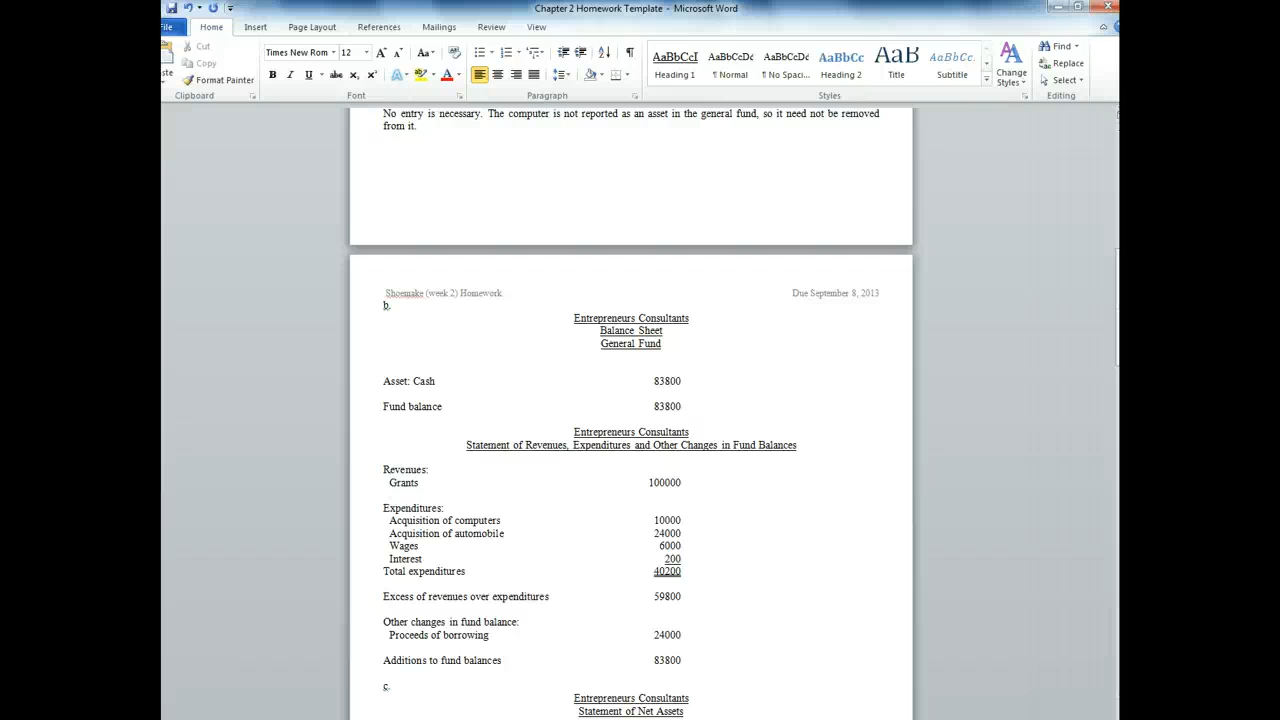 Chapter 2 Homework Template - Microsoft Word
File Home Insert Page Layout References Mailings Review View
Cut
Copy
Format Painter
Clipboard
Times New Rom 12
Font
Paragraph
AaBbCcI AaBbCcDc AaBbCcDc AaBbCc AaB AaBbCc.
Heading 1 ¶ Normal ¶ No Spaci... Heading 2 Title Subtitle
Change Styles
Styles
Find
Replace
Select
Editing
No entry is necessary. The computer is not reported as an asset in the general fund, so it need not be removed
from it.
Shoemake (week 2) Homework Due September 8, 2013
b.
Entrepreneurs Consultants
Balance Sheet
General Fund
Asset: Cash 83800
Fund balance 83800
Entrepreneurs Consultants
Statement of Revenues, Expenditures and Other Changes in Fund Balances
Revenues:
Grants 100000
Expenditures:
Acquisition of computers 10000
Acquisition of automobile 24000
Wages 6000
Interest 200
Total expenditures 40200
Excess of revenues over expenditures 59800
Other changes in fund balance:
Proceeds of borrowing 24000
Additions to fund balances 83800
c.
Entrepreneurs Consultants
Statement of Net Assets